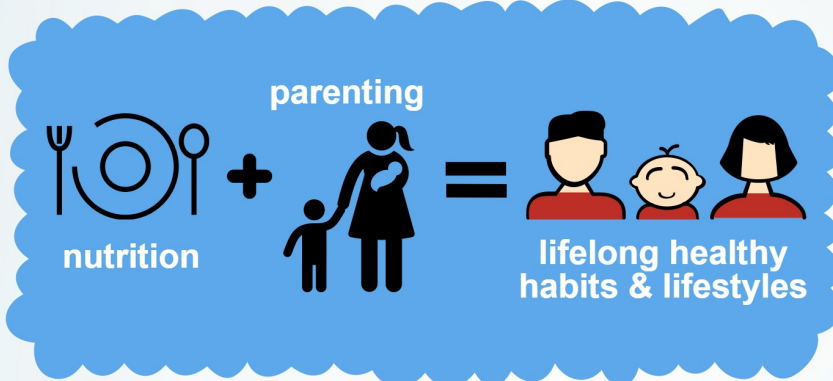 nutrition
+
parenting
=
lifelong healthy
habits & lifestyles